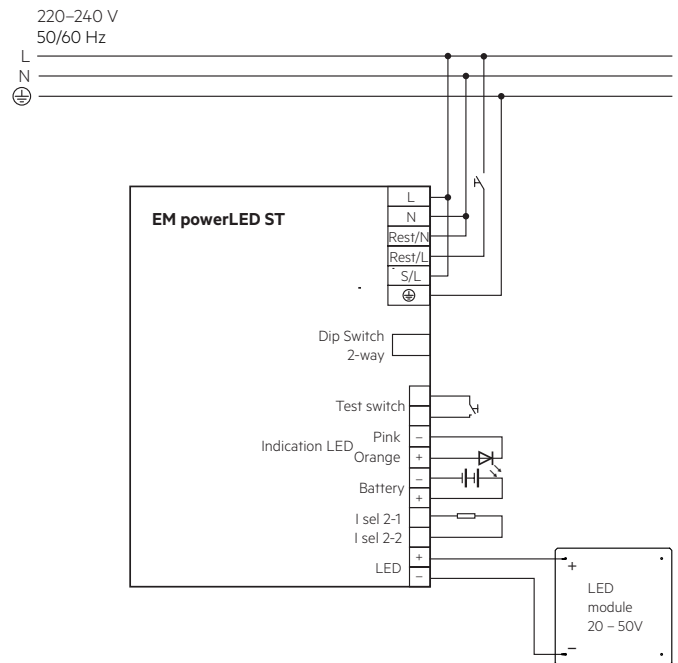 220–240 V
50/60 Hz
L
N
EM powerLED ST
L
N
Rest/N
Rest/L
S/L
Dip Switch
2-way
Test switch
Indication LED
Pink –
Orange +
Battery
–
+
I sel 2-1
I sel 2-2
LED
+
–
+
LED
module
20 – 50V
–